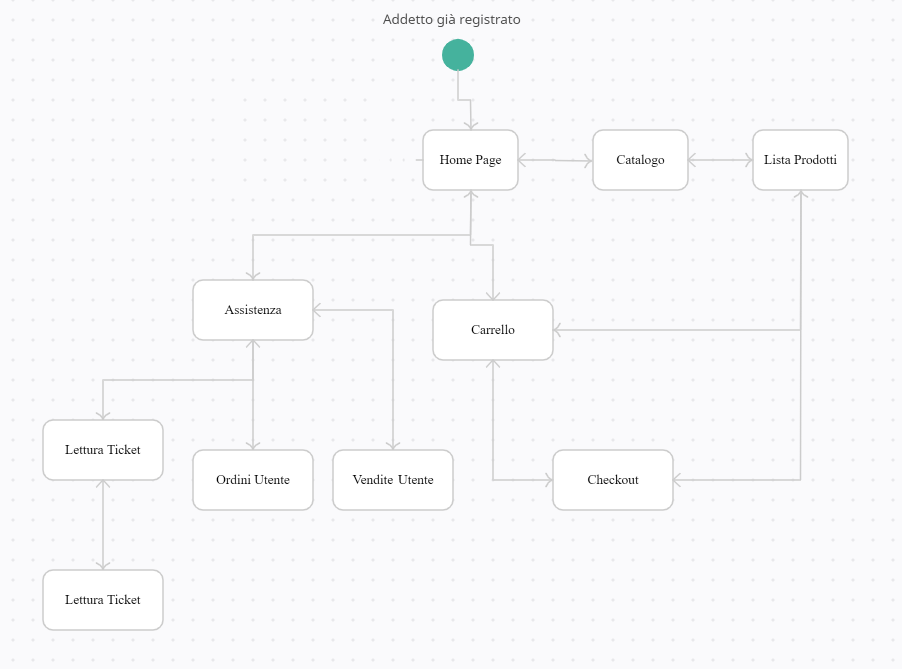 Addetto già registrato
Home Page
Catalogo
Lista Prodotti
Assistenza
Carrello
Lettura Ticket
Ordini Utente
Vendite Utente
Checkout
Lettura Ticket